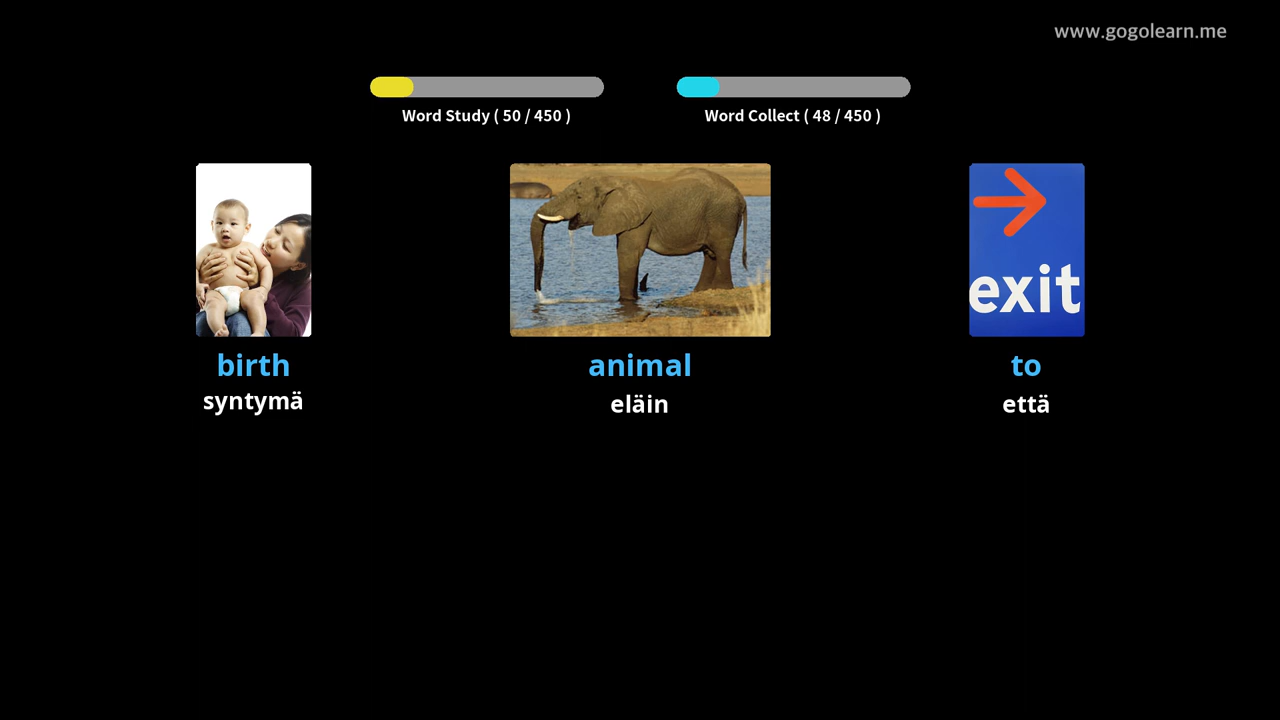 www.gogolearn.me
Word Study ( 50 / 450 )
Word Collect ( 48 / 450 )
exit
birth
animal
to
syntymä
eläin
että